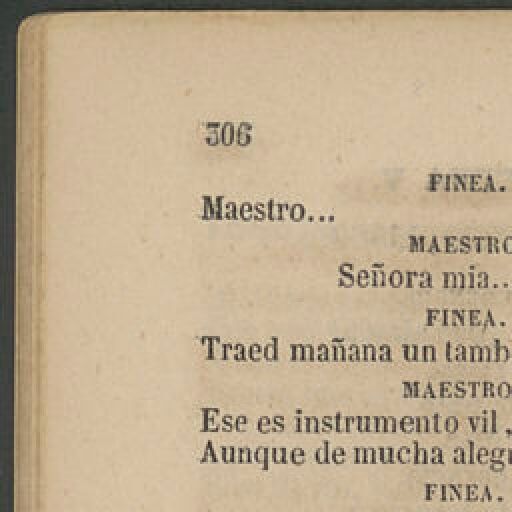 306
FINEA.
Maestro...
MAESTRO
Señora mia..
FINEA.
Traed mañana un tamb
MAESTRO
Ese es instrumento vil,
Aunque de mucha aleg
FINEA.